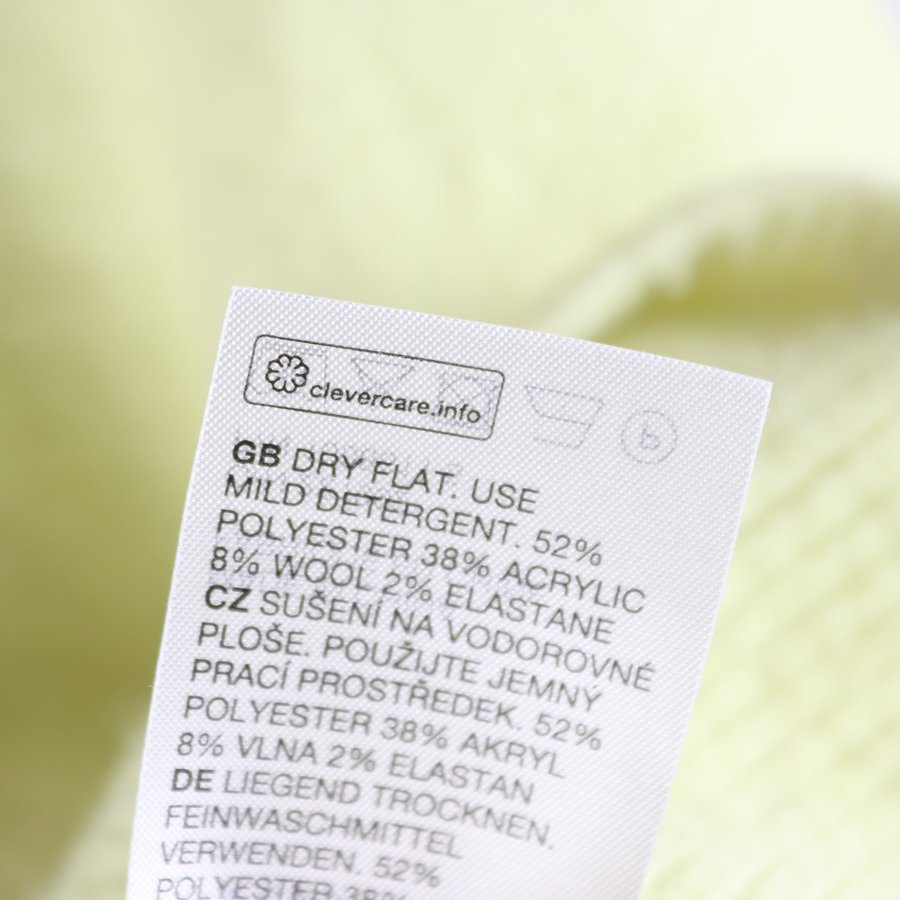 clevercare.info
GB DRY FLAT. USE
MILD DETERGENT. 52%
POLYESTER 38% ACRYLIC
8% WOOL 2% ELASTANE
CZ SUŠENÍ NA VODOROVNÉ
PLOŠE. POUŽIJTE JEMNÝ
PRACÍ PROSTŘEDEK. 52%
POLYESTER 38% AKRYL
8% VLNA 2% ELASTAN
DE LIEGEND TROCKNEN.
FEINWASCHMITTEL
VERWENDEN. 52%
POLYESTER 38%